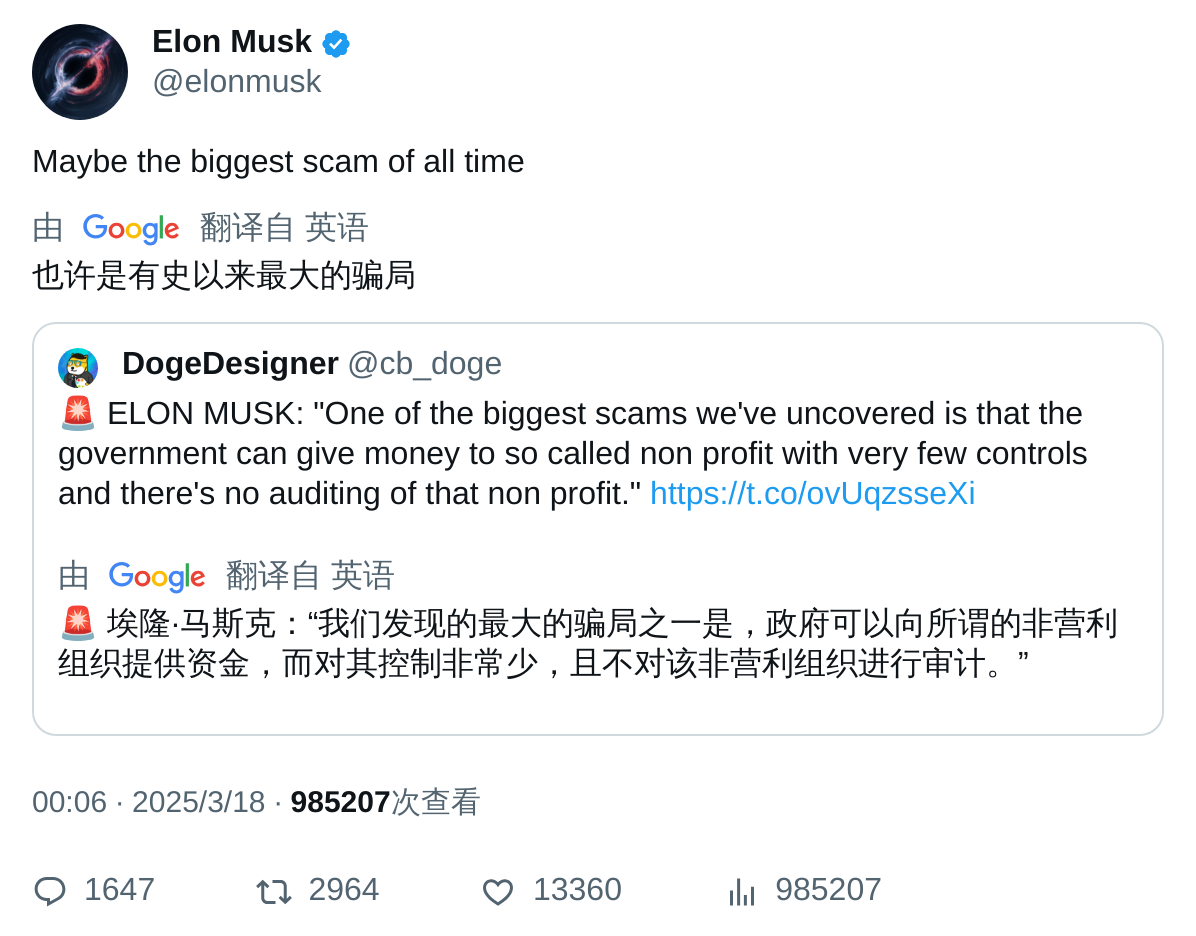 Elon Musk
@elonmusk
Maybe the biggest scam of all time
由 Google 翻译自 英语
也许是有史以来最大的骗局
DogeDesigner @cb_doge
🚨 ELON MUSK: "One of the biggest scams we've uncovered is that the
government can give money to so called non profit with very few controls
and there's no auditing of that non profit." https://t.co/ovUqzsseXi
由 Google 翻译自 英语
🚨 埃隆·马斯克：“我们发现的最大的骗局之一是，政府可以向所谓的非营利
组织提供资金，而对其控制非常少，且不对该非营利组织进行审计。”
00:06 · 2025/3/18 · 985207次查看
1647 2964 13360 985207